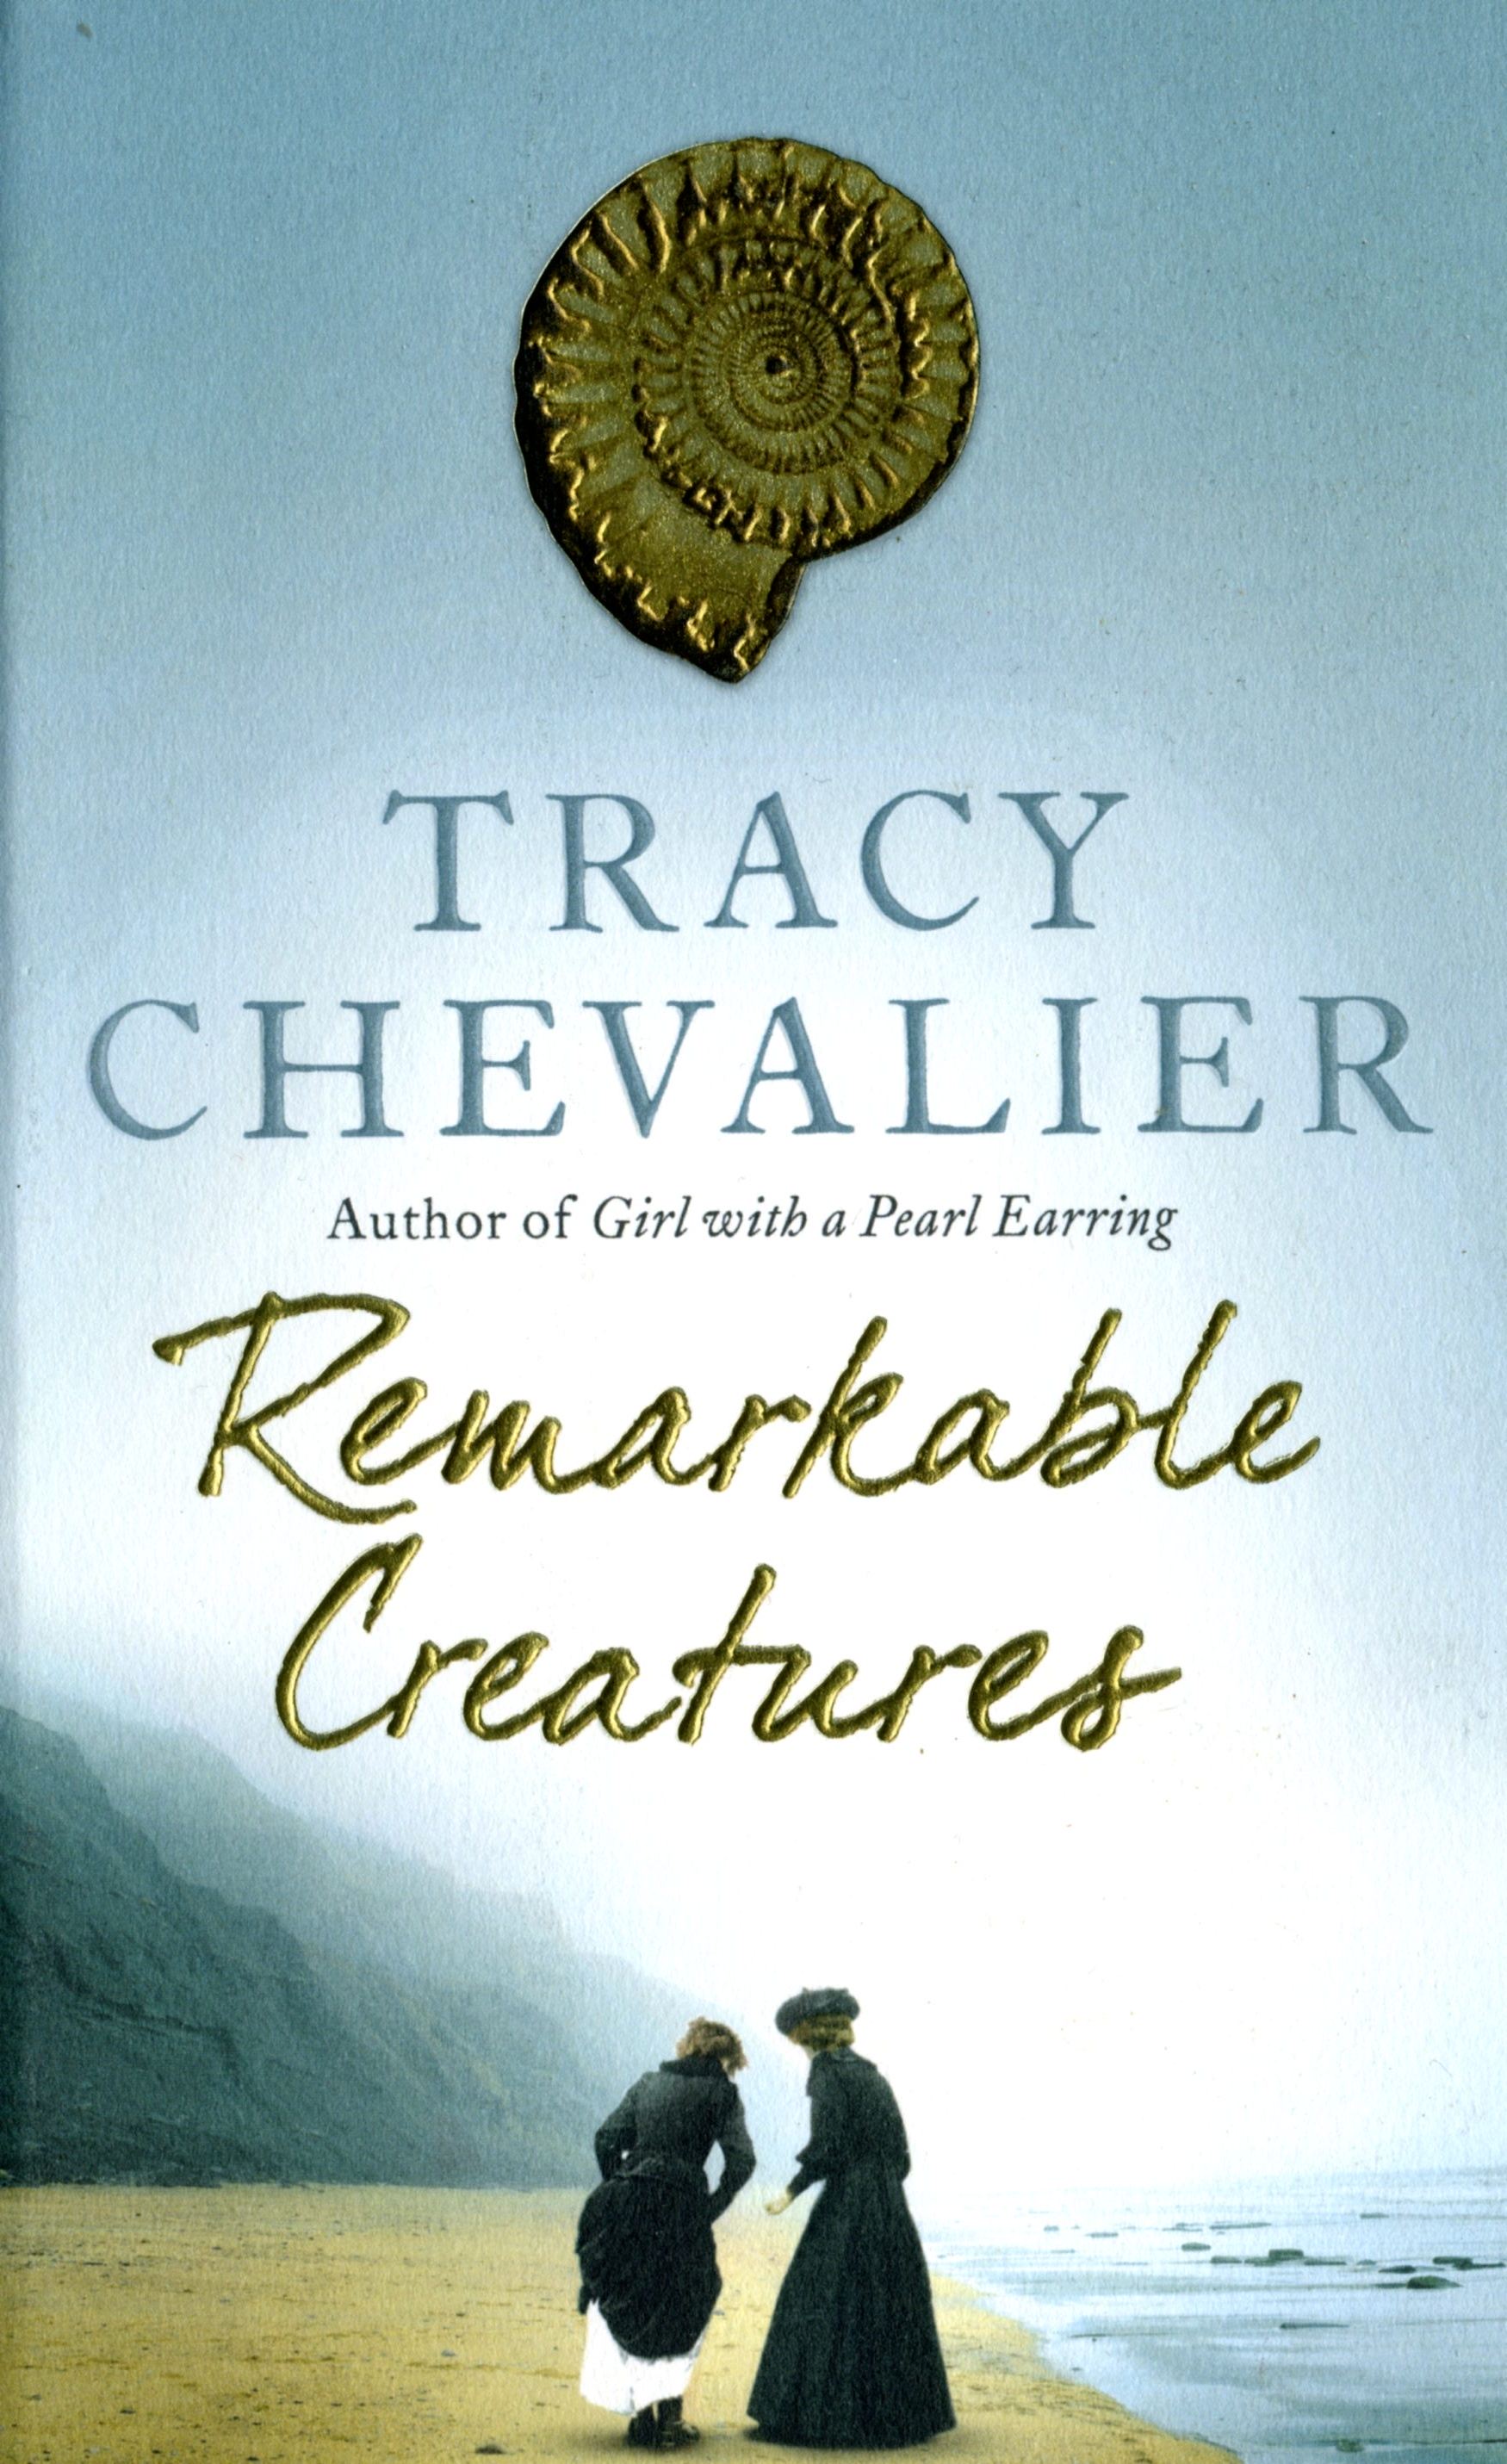 TRACY
CHEVALIER
Author of Girl with a Pearl Earring
Remarkable
Creatures